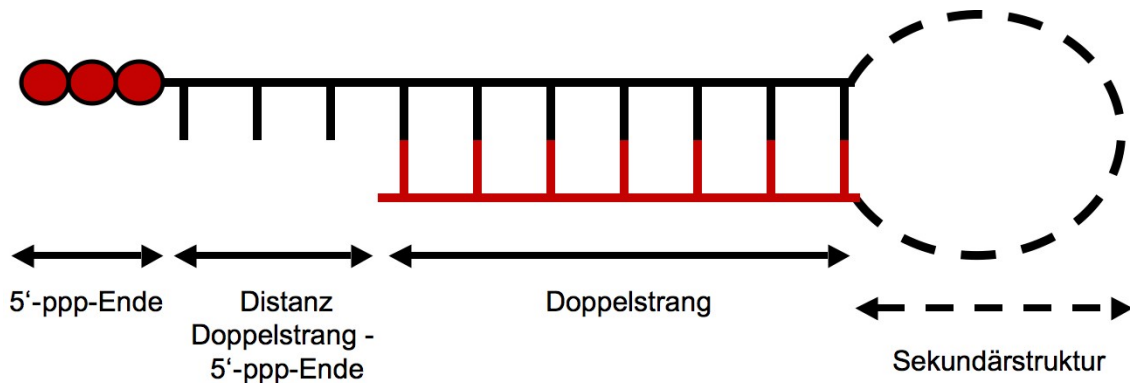 5‘-ppp-Ende
Distanz
Doppelstrang -
5‘-ppp-Ende
Doppelstrang
Sekundärstruktur